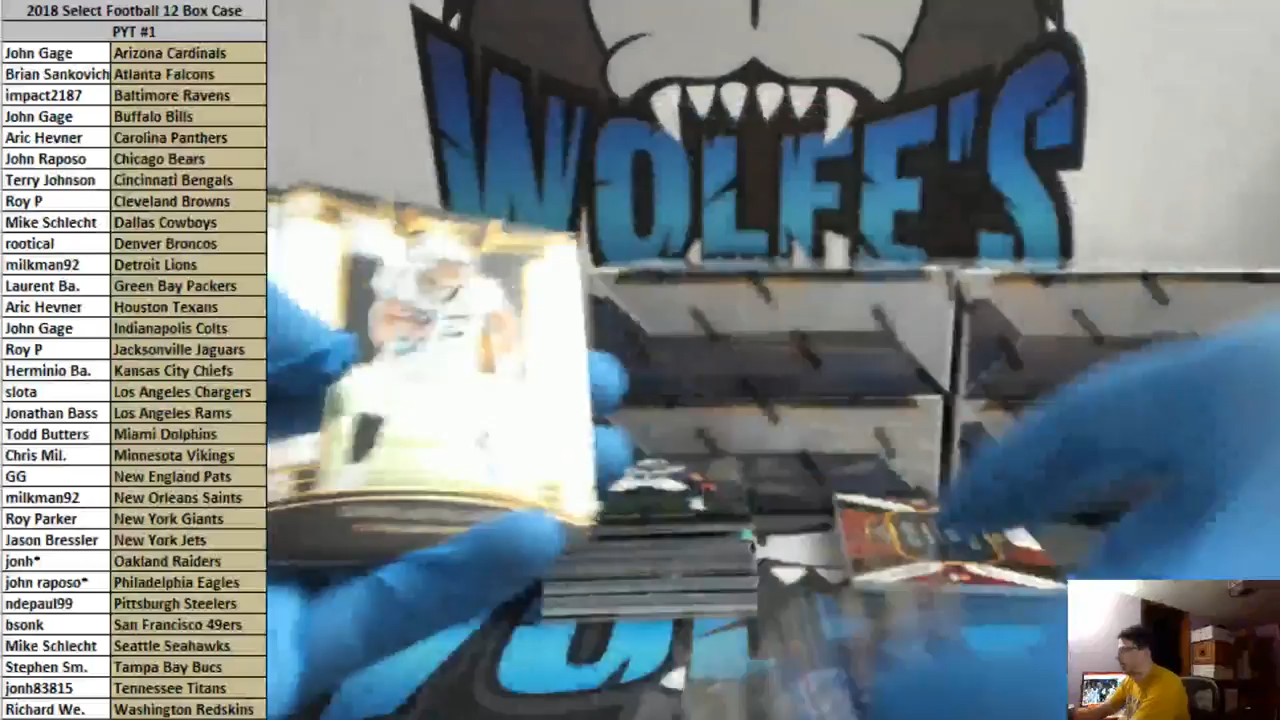 2018 Select Football 12 Box Case
PYT #1
John Gage Arizona Cardinals
Brian Sankovich Atlanta Falcons
impact2187 Baltimore Ravens
John Gage Buffalo Bills
Aric Hevner Carolina Panthers
John Raposo Chicago Bears
Terry Johnson Cincinnati Bengals
Roy P Cleveland Browns
Mike Schlecht Dallas Cowboys
rootical Denver Broncos
milkman92 Detroit Lions
Laurent Ba. Green Bay Packers
Aric Hevner Houston Texans
John Gage Indianapolis Colts
Roy P Jacksonville Jaguars
Herminio Ba. Kansas City Chiefs
slota Los Angeles Chargers
Jonathan Bass Los Angeles Rams
Todd Butters Miami Dolphins
Chris Mil. Minnesota Vikings
GG New England Pats
milkman92 New Orleans Saints
Roy Parker New York Giants
Jason Bressler New York Jets
jonh* Oakland Raiders
john raposo* Philadelphia Eagles
ndepaul99 Pittsburgh Steelers
bsonk San Francisco 49ers
Mike Schlecht Seattle Seahawks
Stephen Sm. Tampa Bay Bucs
jonh83815 Tennessee Titans
Richard We. Washington Redskins
WOLFE'S